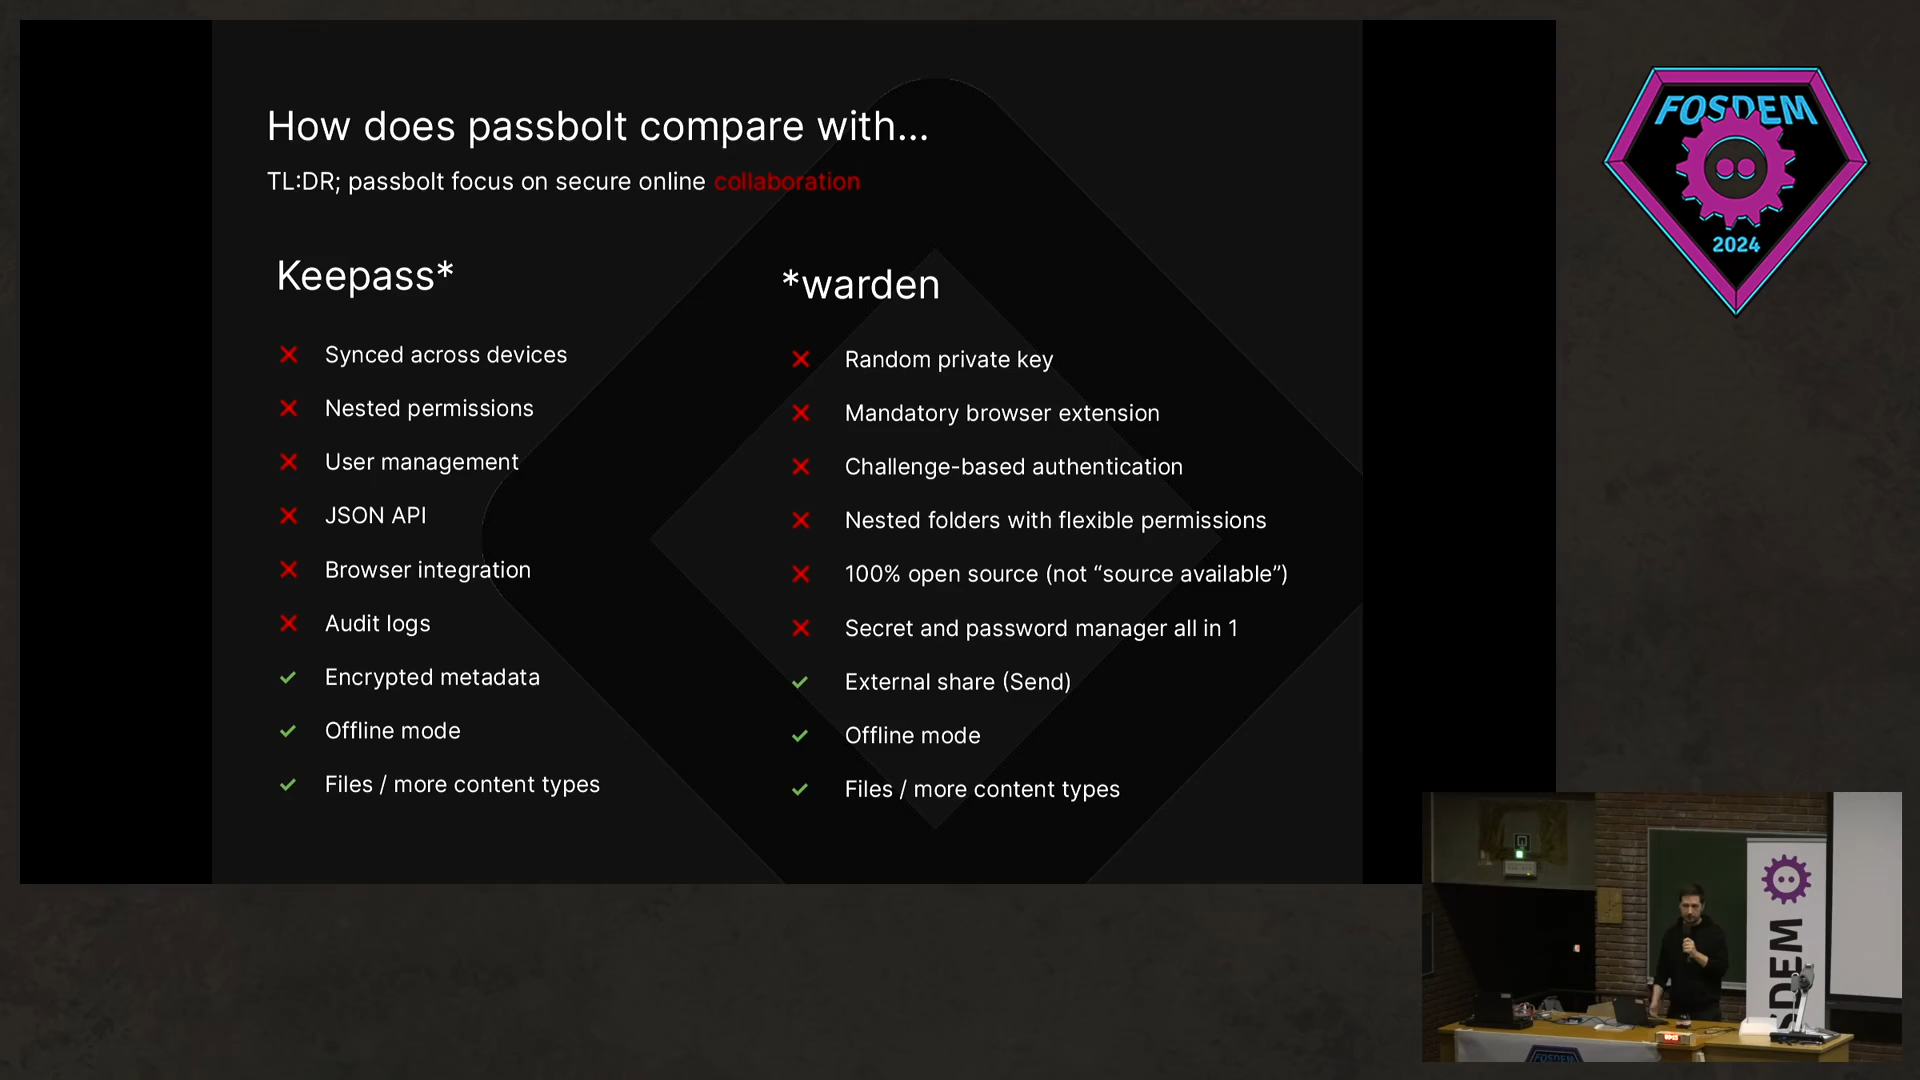 How does passbolt compare with...
TL:DR; passbolt focus on secure online collaboration
Keepass*
Synced across devices
Nested permissions
User management
JSON API
Browser integration
Audit logs
Encrypted metadata
Offline mode
Files / more content types
*warden
Random private key
Mandatory browser extension
Challenge-based authentication
Nested folders with flexible permissions
100% open source (not “source available”)
Secret and password manager all in 1
External share (Send)
Offline mode
Files / more content types
FOSDEM
2024
SDEM
FOSDEM